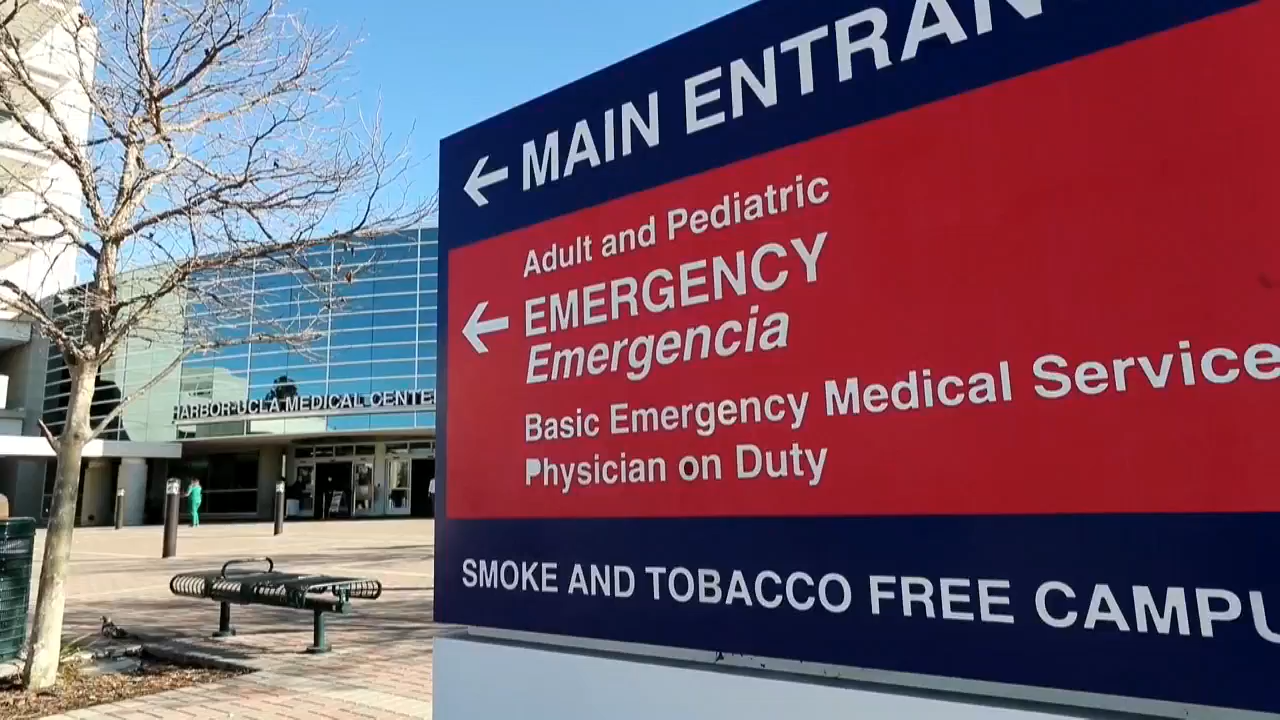 ← MAIN ENTRAN
Adult and Pediatric
← EMERGENCY
Emergencia
Basic Emergency Medical Service
Physician on Duty
SMOKE AND TOBACCO FREE CAMPU
HARBOR-UCLA MEDICAL CENTE